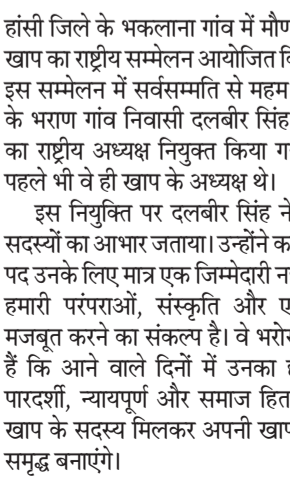 हांसी जिले के भकलाना गांव में मौण
खाप का राष्ट्रीय सम्मेलन आयोजित
इस सम्मेलन में सर्वसम्मति से महम
के भराण गांव निवासी दलबीर सिंह
का राष्ट्रीय अध्यक्ष नियुक्त किया
पहले भी वे ही खाप के अध्यक्ष थे।
इस नियुक्ति पर दलबीर सिंह ने
सदस्यों का आभार जताया। उन्होंने
पद उनके लिए मात्र एक जिम्मेदारी
हमारी परंपराओं, संस्कृति और
मजबूत करने का संकल्प है। वे
हैं कि आने वाले दिनों में उनका
पारदर्शी, न्यायपूर्ण और समाज हित
खाप के सदस्य मिलकर अपनी खाप
समृद्ध बनाएंगे।